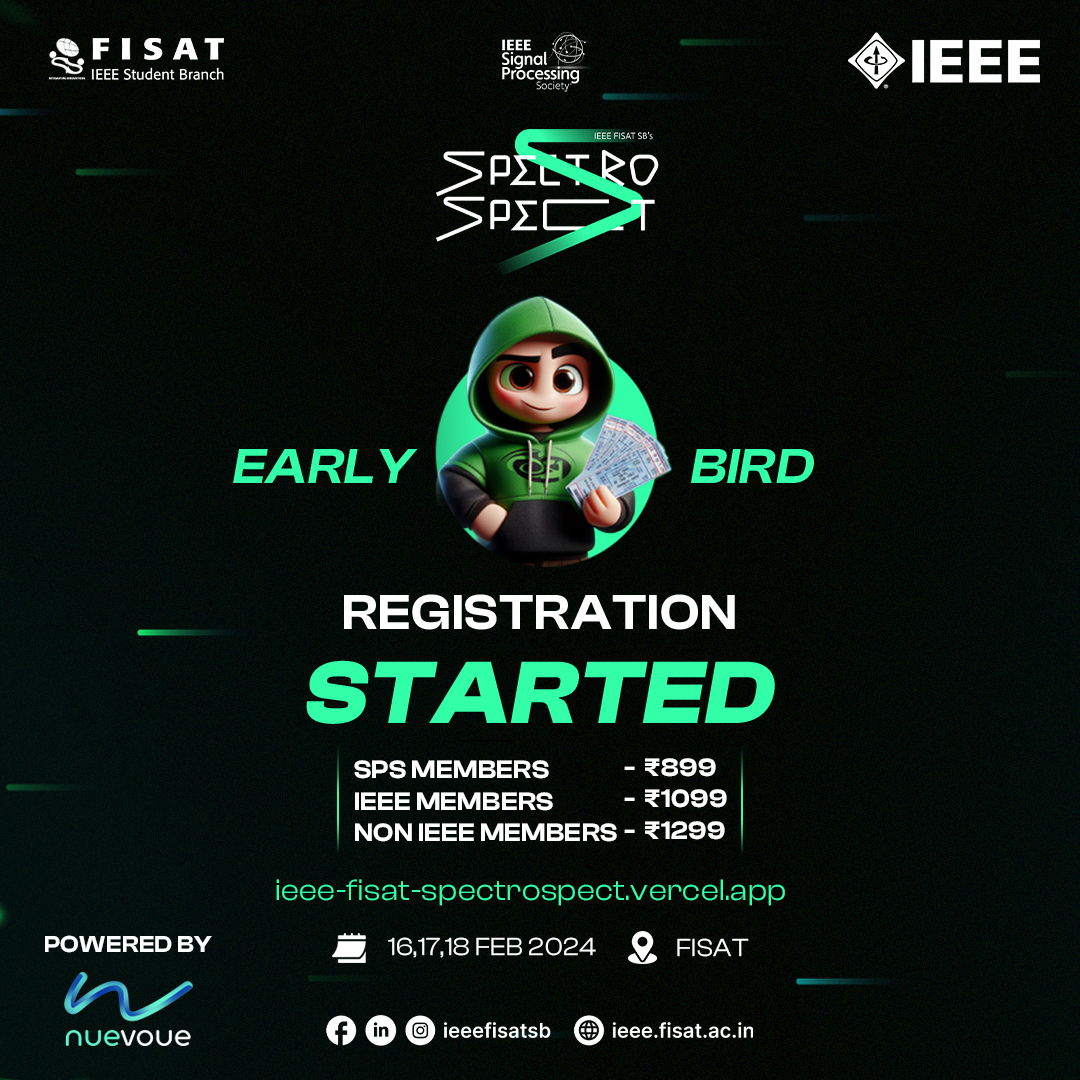 FISAT
IEEE Student Branch
IEEE
Signal
Processing
Society
IEEE
IEEE FISAT SB's
SPECTRO
SPECT
EARLY BIRD
REGISTRATION
STARTED
SPS MEMBERS - ₹899
IEEE MEMBERS - ₹1099
NON IEEE MEMBERS - ₹1299
ieee-fisat-spectrospect.vercel.app
POWERED BY
nuevoue
16,17,18 FEB 2024
FISAT
ieeefisatsb
ieee.fisat.ac.in